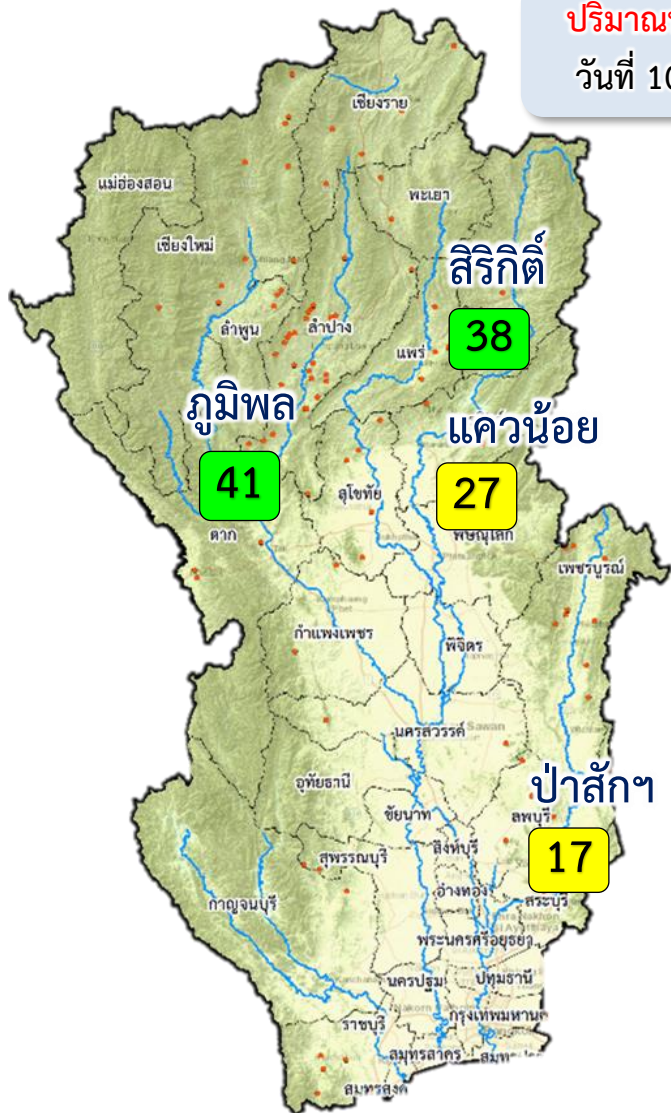 ปริมาณ
วันที่ 10
เชียงราย
แม่ฮ่องสอน
พะเยา
เชียงใหม่
สิริกิติ์
38
ลำพูน
ลำปาง
แพร่
ภูมิพล
41
แควน้อย
27
สุโขทัย
ตาก
พิษณุโลก
เพชรบูรณ์
กำแพงเพชร
พิจิตร
นครสวรรค์
Sawan
อุทัยธานี
ป่าสักฯ
17
ชัยนาท
ลพบุรี
สิงห์บุรี
สุพรรณบุรี
อ่างทอง
สระบุรี
กาญจนบุรี
พระนครศรีอยุธยา
นครปฐม
ปทุมธานี
กรุงเทพมหานค
ราชบุรี
สมุทรสาคร
สมุทรสงค